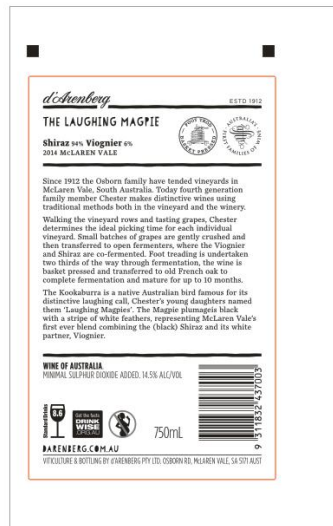 d'Arenberg
ESTD 1912
THE LAUGHING MAGPIE
Shiraz 94% Viognier 6%
2014 McLAREN VALE
FOOT TROD
BASKET PRESSED
AUSTRALIA'S
FIRST FAMILIES OF WINE
Since 1912 the Osborn family have tended vineyards in
McLaren Vale, South Australia. Today fourth generation
family member Chester makes distinctive wines using
traditional methods both in the vineyard and the winery.
Walking the vineyard rows and tasting grapes, Chester
determines the ideal picking time for each individual
vineyard. Small batches of grapes are gently crushed and
then transferred to open fermenters, where the Viognier
and Shiraz are co-fermented. Foot treading is undertaken
two thirds of the way through fermentation, the wine is
basket pressed and transferred to old French oak to
complete fermentation and mature for up to 10 months.
The Kookaburra is a native Australian bird famous for its
distinctive laughing call, Chester's young daughters named
them 'Laughing Magpies'. The Magpie plumageis black
with a stripe of white feathers, representing McLaren Vale's
first ever blend combining the (black) Shiraz and its white
partner, Viognier.
WINE OF AUSTRALIA
MINIMAL SULPHUR DIOXIDE ADDED. 14.5% ALC/VOL
Standard Drinks
8.6
Get the facts
DRINK
WISE
.ORG.AU
750mL
9 311832 437003
DARENBERG.COM.AU
VITICULTURE & BOTTLING BY d'ARENBERG PTY LTD. OSBORN RD, McLAREN VALE, SA 5171 AUST